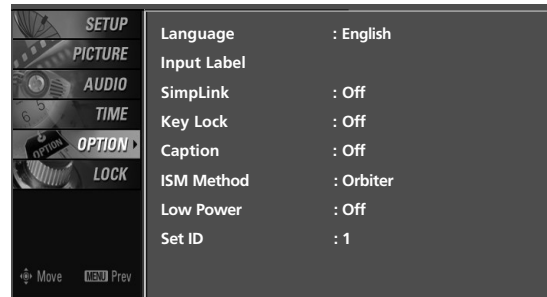 SETUP
PICTURE
AUDIO
TIME
OPTION
LOCK
Move MENU Prev
Language : English
Input Label
SimpLink : Off
Key Lock : Off
Caption : Off
ISM Method : Orbiter
Low Power : Off
Set ID : 1